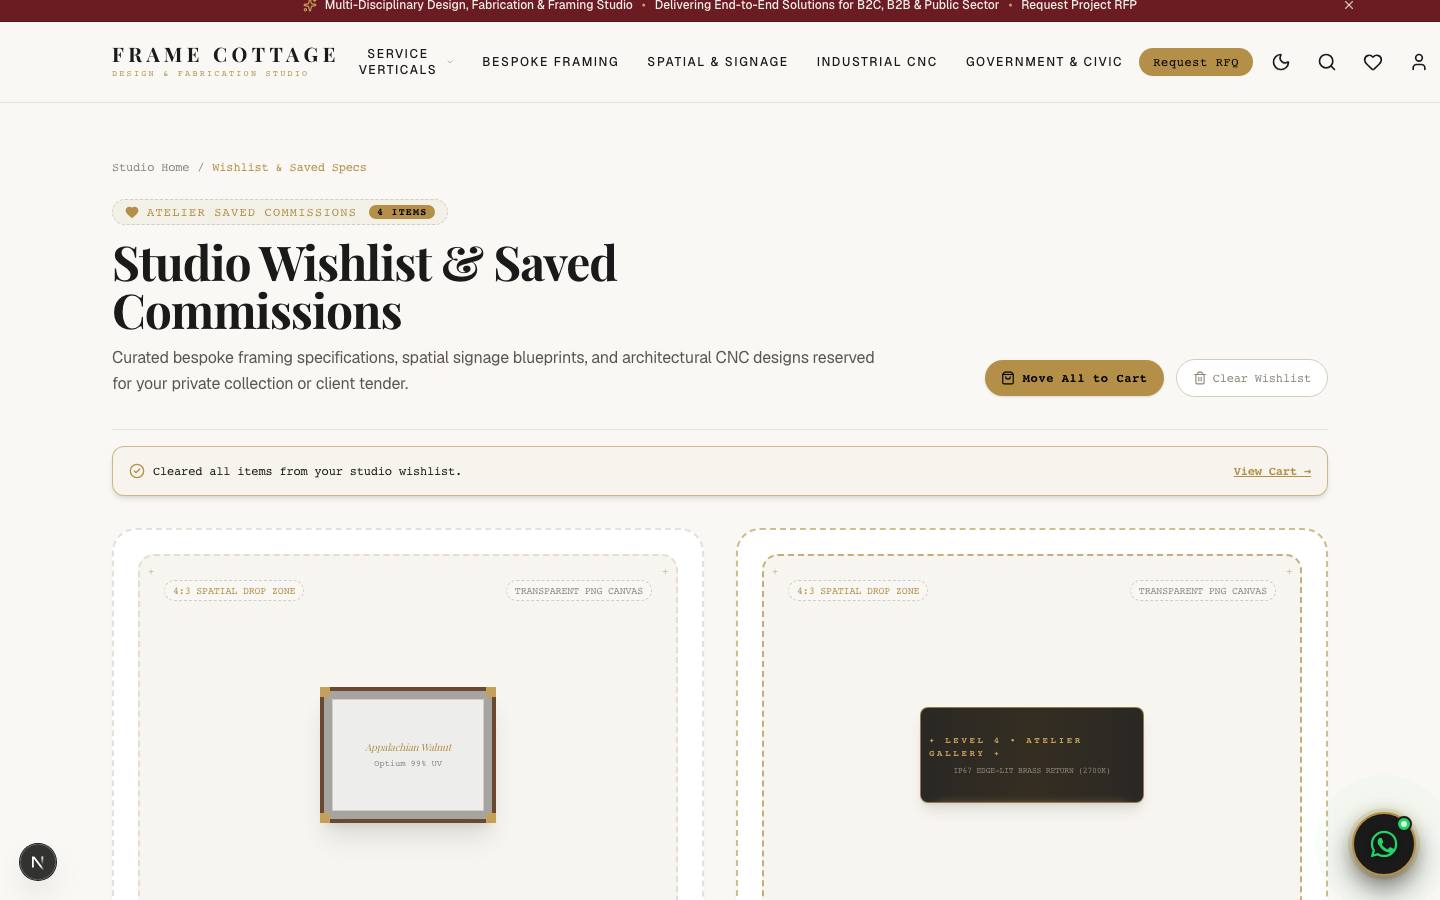 Multi-Disciplinary Design, Fabrication & Framing Studio • Delivering End-to-End Solutions for B2C, B2B & Public Sector • Request Project RFP
FRAME COTTAGE
DESIGN & FABRICATION STUDIO
SERVICE
VERTICALS
BESPOKE FRAMING
SPATIAL & SIGNAGE
INDUSTRIAL CNC
GOVERNMENT & CIVIC
Request RFQ
Studio Home / Wishlist & Saved Specs
ATELIER SAVED COMMISSIONS 4 ITEMS
Studio Wishlist & Saved
Commissions
Curated bespoke framing specifications, spatial signage blueprints, and architectural CNC designs reserved
for your private collection or client tender.
Move All to Cart
Clear Wishlist
Cleared all items from your studio wishlist.
View Cart →
4:3 SPATIAL DROP ZONE
TRANSPARENT PNG CANVAS
Appalachian Walnut
Optium 99% UV
4:3 SPATIAL DROP ZONE
TRANSPARENT PNG CANVAS
✦ LEVEL 4 • ATELIER
GALLERY ✦
IP67 EDGE-LIT BRASS RETURN (2700K)
N